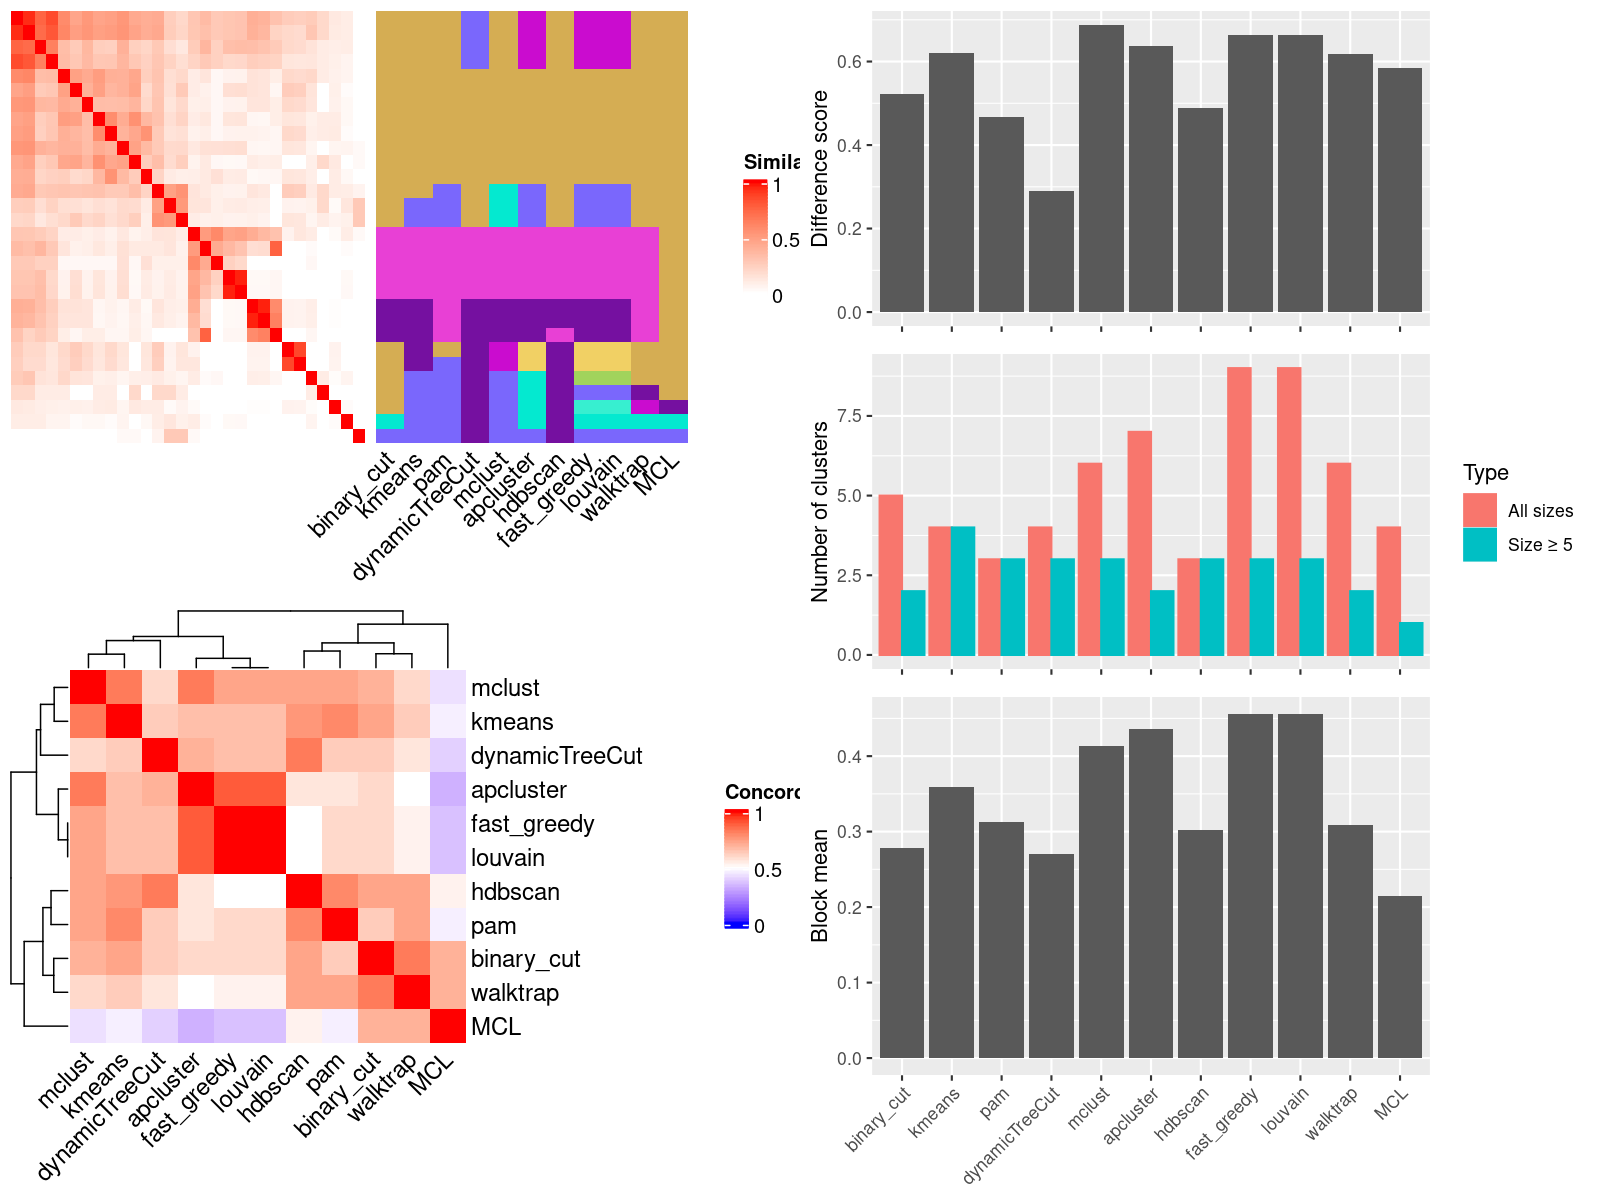 Simila
1
0.5
0
binary_cut
kmeans
pam
dynamicTreeCut
mclust
apcluster
hdbscan
fast_greedy
louvain
walktrap
MCL
Difference score
0.6
0.4
0.2
0.0
Number of clusters
7.5
5.0
2.5
0.0
Type
All sizes
Size ≥ 5
mclust
kmeans
dynamicTreeCut
apcluster
fast_greedy
louvain
hdbscan
pam
binary_cut
walktrap
MCL
mclust
kmeans
dynamicTreeCut
apcluster
fast_greedy
louvain
hdbscan
pam
binary_cut
walktrap
MCL
Concord
1
0.5
0
Block mean
0.4
0.3
0.2
0.1
0.0
binary_cut
kmeans
pam
dynamicTreeCut
mclust
apcluster
hdbscan
fast_greedy
louvain
walktrap
MCL